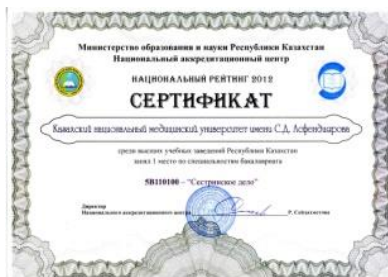 Министерство образования и науки Республики Казахстан
Национальный аккредитационный центр
НАЦИОНАЛЬНЫЙ РЕЙТИНГ 2012
СЕРТИФИКАТ
Казахский национальный медицинский университет имени С.Д. Асфендиярова
среди высших учебных заведений Республики Казахстан
занял 1 место по специальностям бакалавриата
5В110100 – "Сестринское дело"
Директор
Национального аккредитационного центра